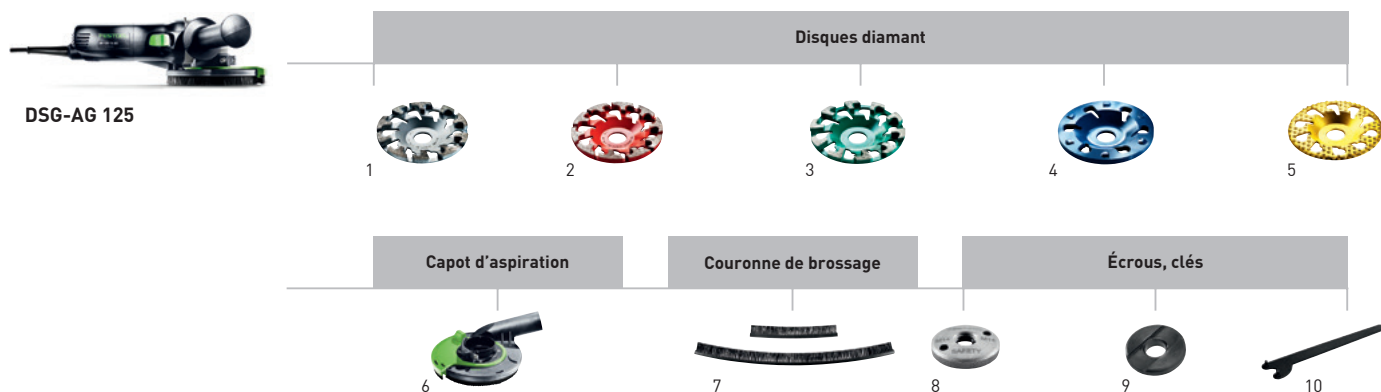 Disques diamant
DSG-AG 125
1
2
3
4
5
Capot d’aspiration
Couronne de brossage
Écrous, clés
SAFETY
6
7
8
9
10